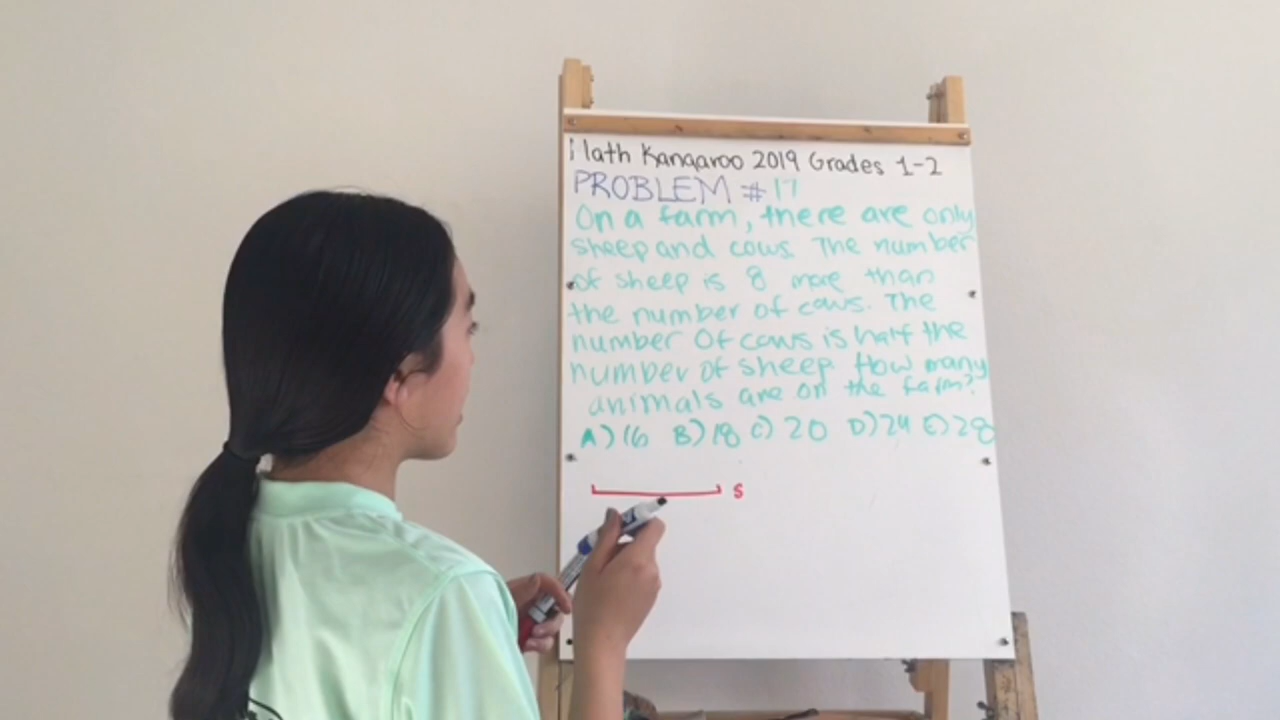 Math Kangaroo 2019 Grades 1-2
PROBLEM #17
On a farm, there are only
sheep and cows. The number
of sheep is 8 more than
the number of cows. The
number of cows is half the
number of sheep. How many
animals are on the farm?
A) 16 B) 18 C) 20 D) 24 E) 28
S